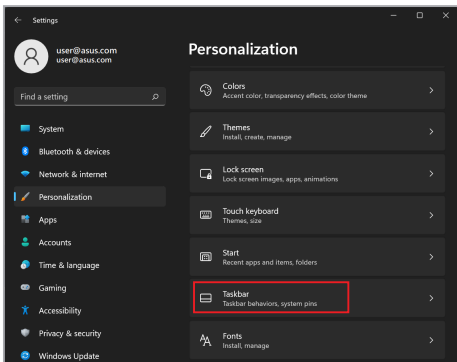 Settings
user@asus.com
user@asus.com
Find a setting
System
Bluetooth & devices
Network & internet
Personalization
Apps
Accounts
Time & language
Gaming
Accessibility
Privacy & security
Windows Update
Personalization
Colors
Accent color, transparency effects, color theme
Themes
Install, create, manage
Lock screen
Lock screen images, apps, animations
Touch keyboard
Themes, size
Start
Recent apps and items, folders
Taskbar
Taskbar behaviors, system pins
Fonts
Install, manage